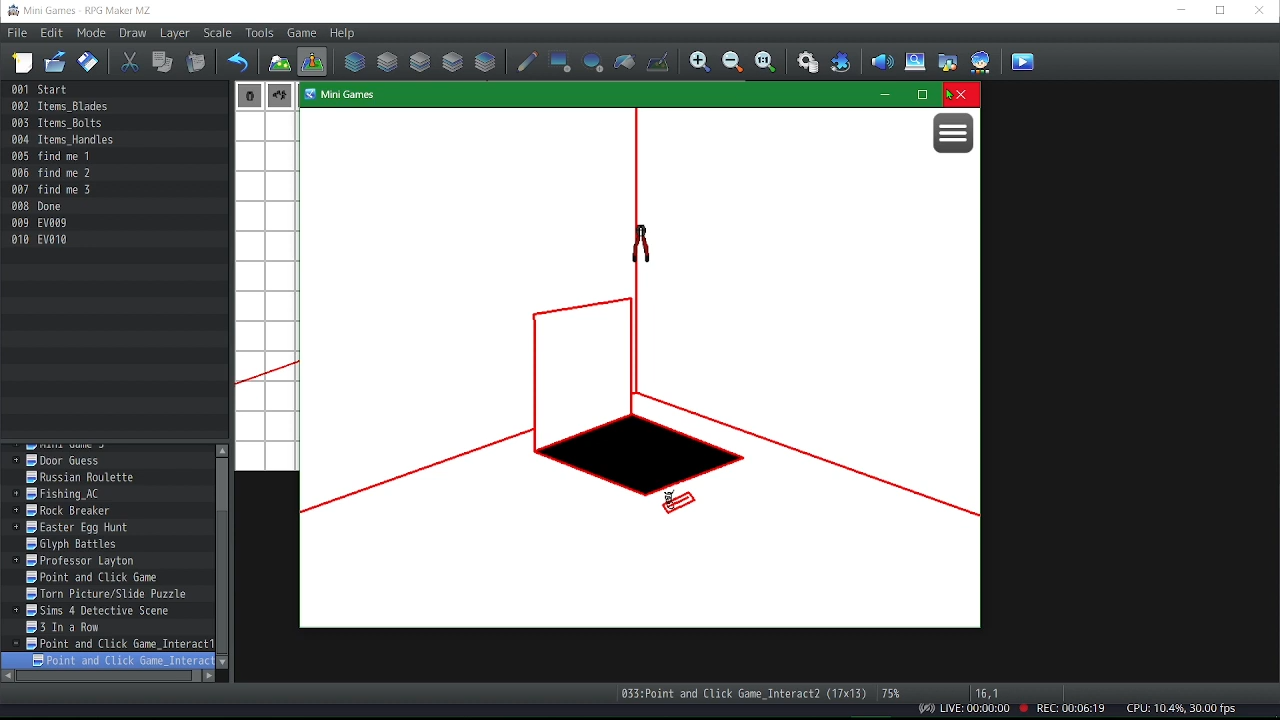 Mini Games - RPG Maker MZ
File Edit Mode Draw Layer Scale Tools Game Help
1:1
001 Start
002 Items_Blades
003 Items_Bolts
004 Items_Handles
005 find me 1
006 find me 2
007 find me 3
008 Done
009 EV009
010 EV010
Mini Games
Mini Game 3
Door Guess
Russian Roulette
Fishing_AC
Rock Breaker
Easter Egg Hunt
Glyph Battles
Professor Layton
Point and Click Game
Torn Picture/Slide Puzzle
Sims 4 Detective Scene
3 In a Row
Point and Click Game_Interact1
Point and Click Game_Interact
033:Point and Click Game_Interact2 (17x13) 75% 16,1
LIVE: 00:00:00 REC: 00:06:19 CPU: 10.4%, 30.00 fps